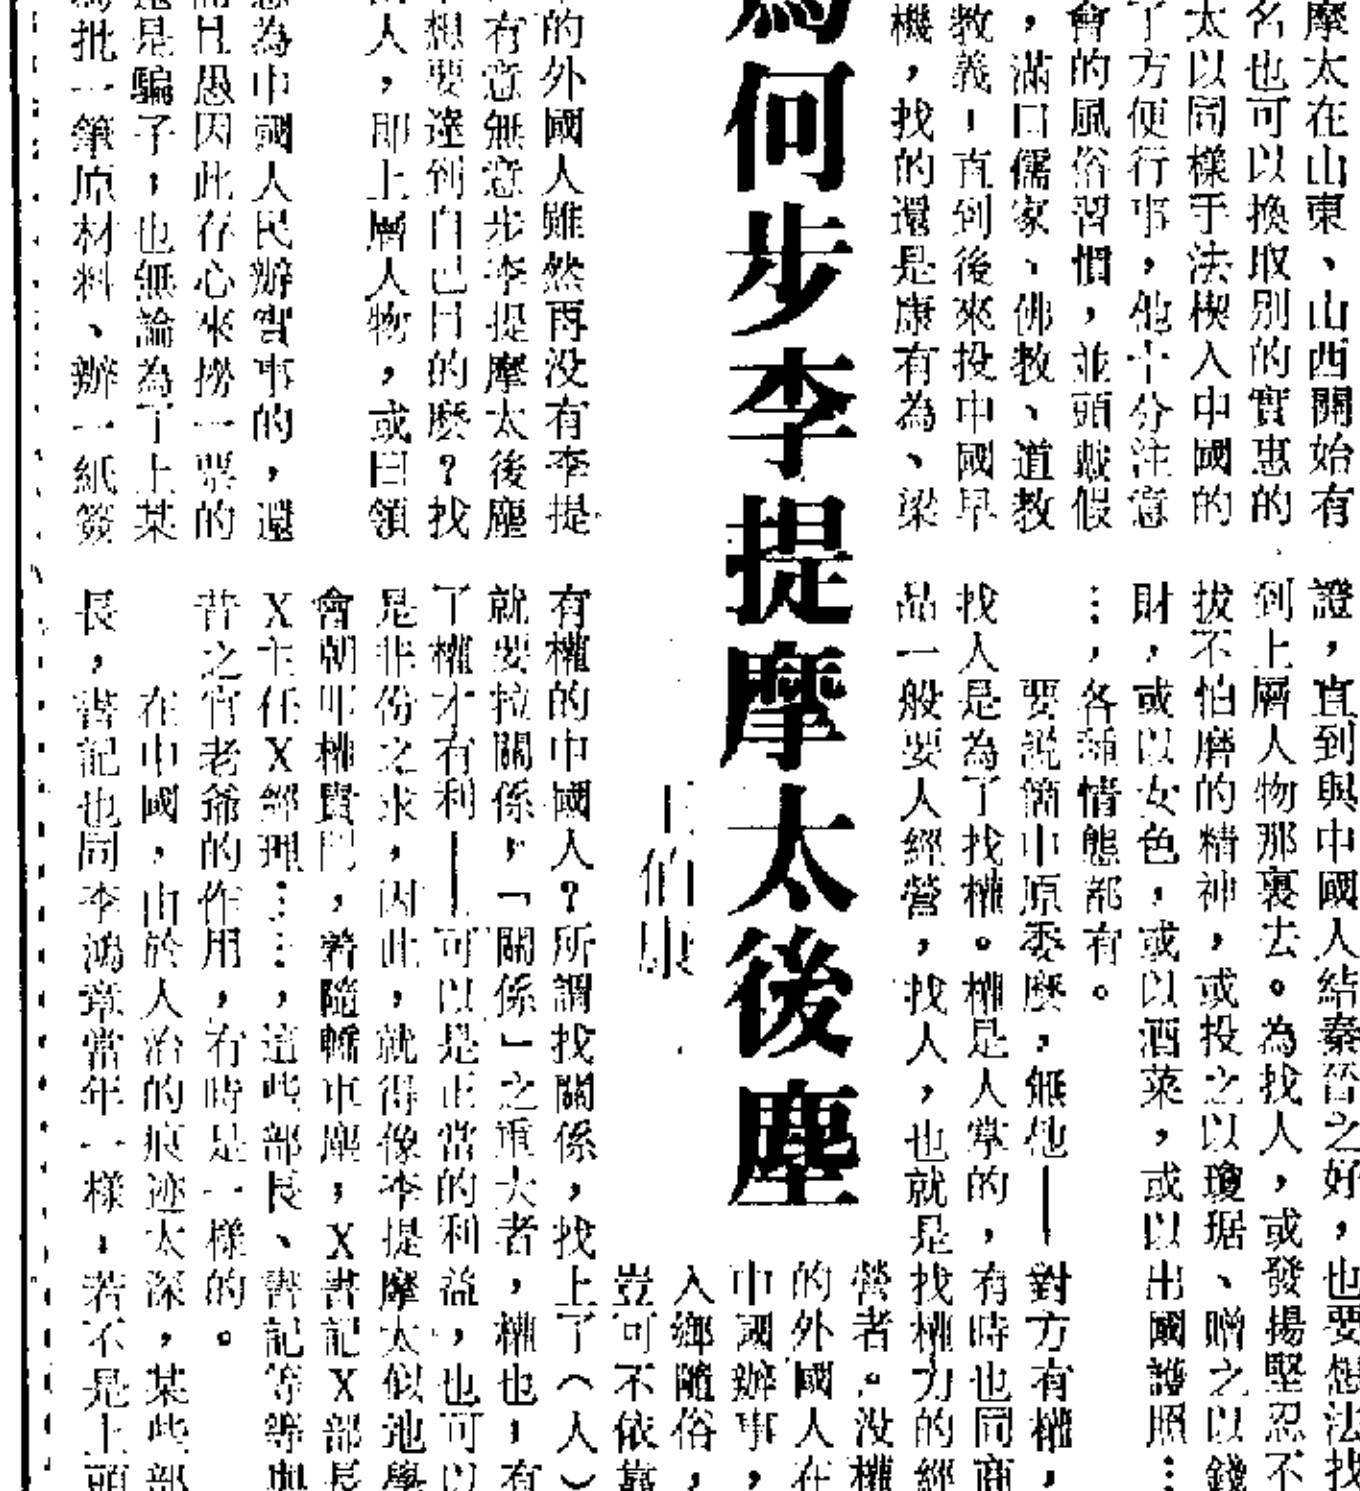 摩太在山東、山西開始有
名也可以換取別的實惠的
太以同樣手法楔入中國的
了方便行事，他十分注意
會的風俗習慣，並頭戴假
，滿口儒家、佛教、道教
教義！直到後來投中國早
機，找的還是康有為、梁
為何步李提摩太後塵
王伯康
的外國人雖然再没有李提
有意無意步李提摩太後塵
想要達到自己目的麼？找
人，即上層人物，或曰領
為中國人民辦實事的，還
且愚因此存心來撈一票的
是騙子，也無論為了上某
為批一筆原材料、辦一紙簽
證，直到與中國人結秦晉之好，也要想法找
到上層人物那裏去。為找人，或發揚堅忍不
拔不怕磨的精神，或投之以瓊琚、贈之以錢
財，或以女色，或以酒菜，或以出國護照…
…，各種情態都有。
要説箇中原委麼，無他——對方有權，
找人是為了找權。權是人掌的，有時也同商
品一般要人經營，找人，也就是找權力的經
營者。没權
的外國人在
中國辦事，
入鄉隨俗，
豈可不依靠
有權的中國人？所謂找關係，找上了（人）
就要拉關係，「關係」之重大者，權也，有
了權才有利——可以是正當的利益，也可以
是非份之求，因此，就得像李提摩太似地學
會朝叩權貴門，暮隨轎車塵，X書記X部長
X主任X經理……，這些部長、書記等等與
昔之官老爺的作用，有時是一樣的。
在中國，由於人治的痕迹太深，某些部
長，書記也同李鴻章當年一樣，若不是上頭